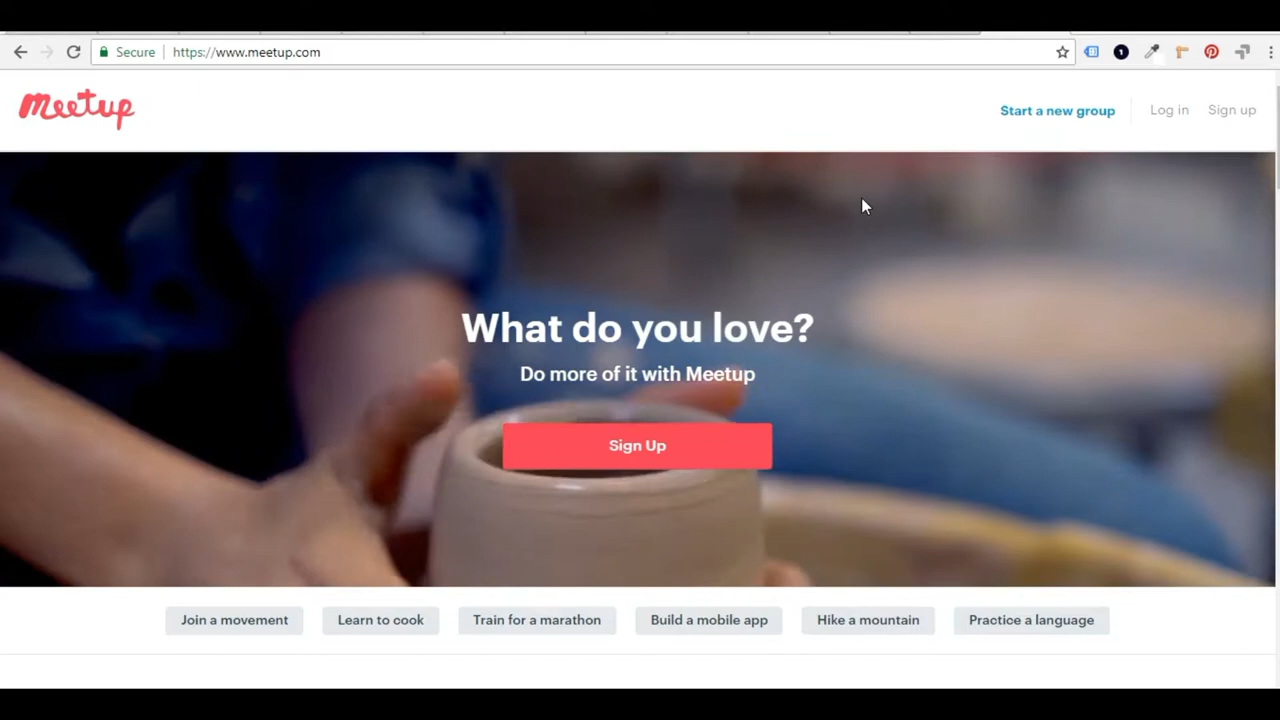 Secure https://www.meetup.com
1
meetup
Start a new group Log in Sign up
What do you love?
Do more of it with Meetup
Sign Up
Join a movement Learn to cook Train for a marathon Build a mobile app Hike a mountain Practice a language